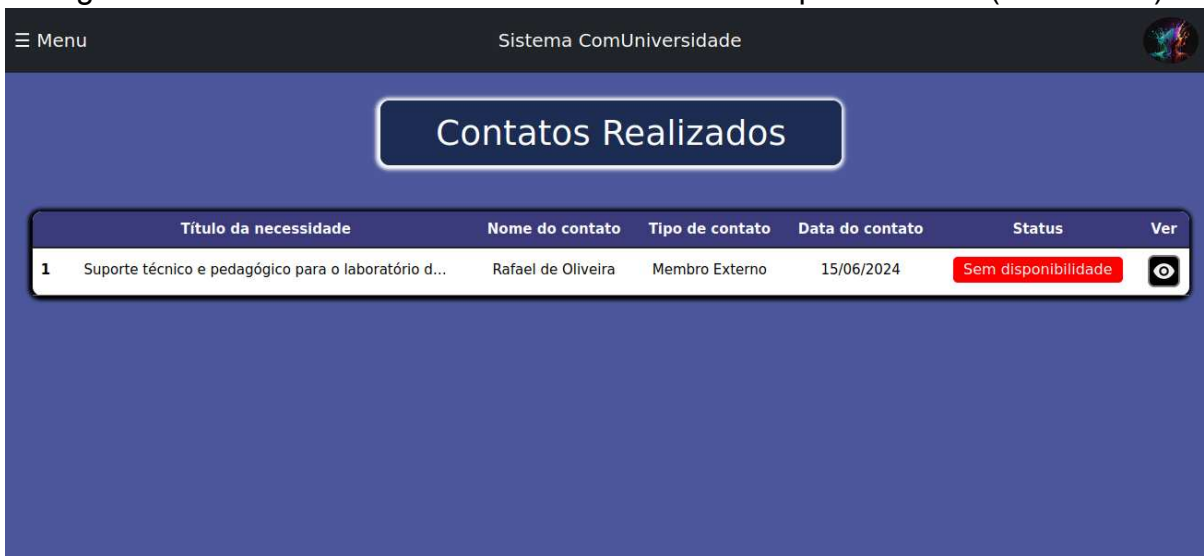 ☰ Menu Sistema ComUniversidade
Contatos Realizados
Título da necessidade Nome do contato Tipo de contato Data do contato Status Ver
1 Suporte técnico e pedagógico para o laboratório d... Rafael de Oliveira Membro Externo 15/06/2024 Sem disponibilidade